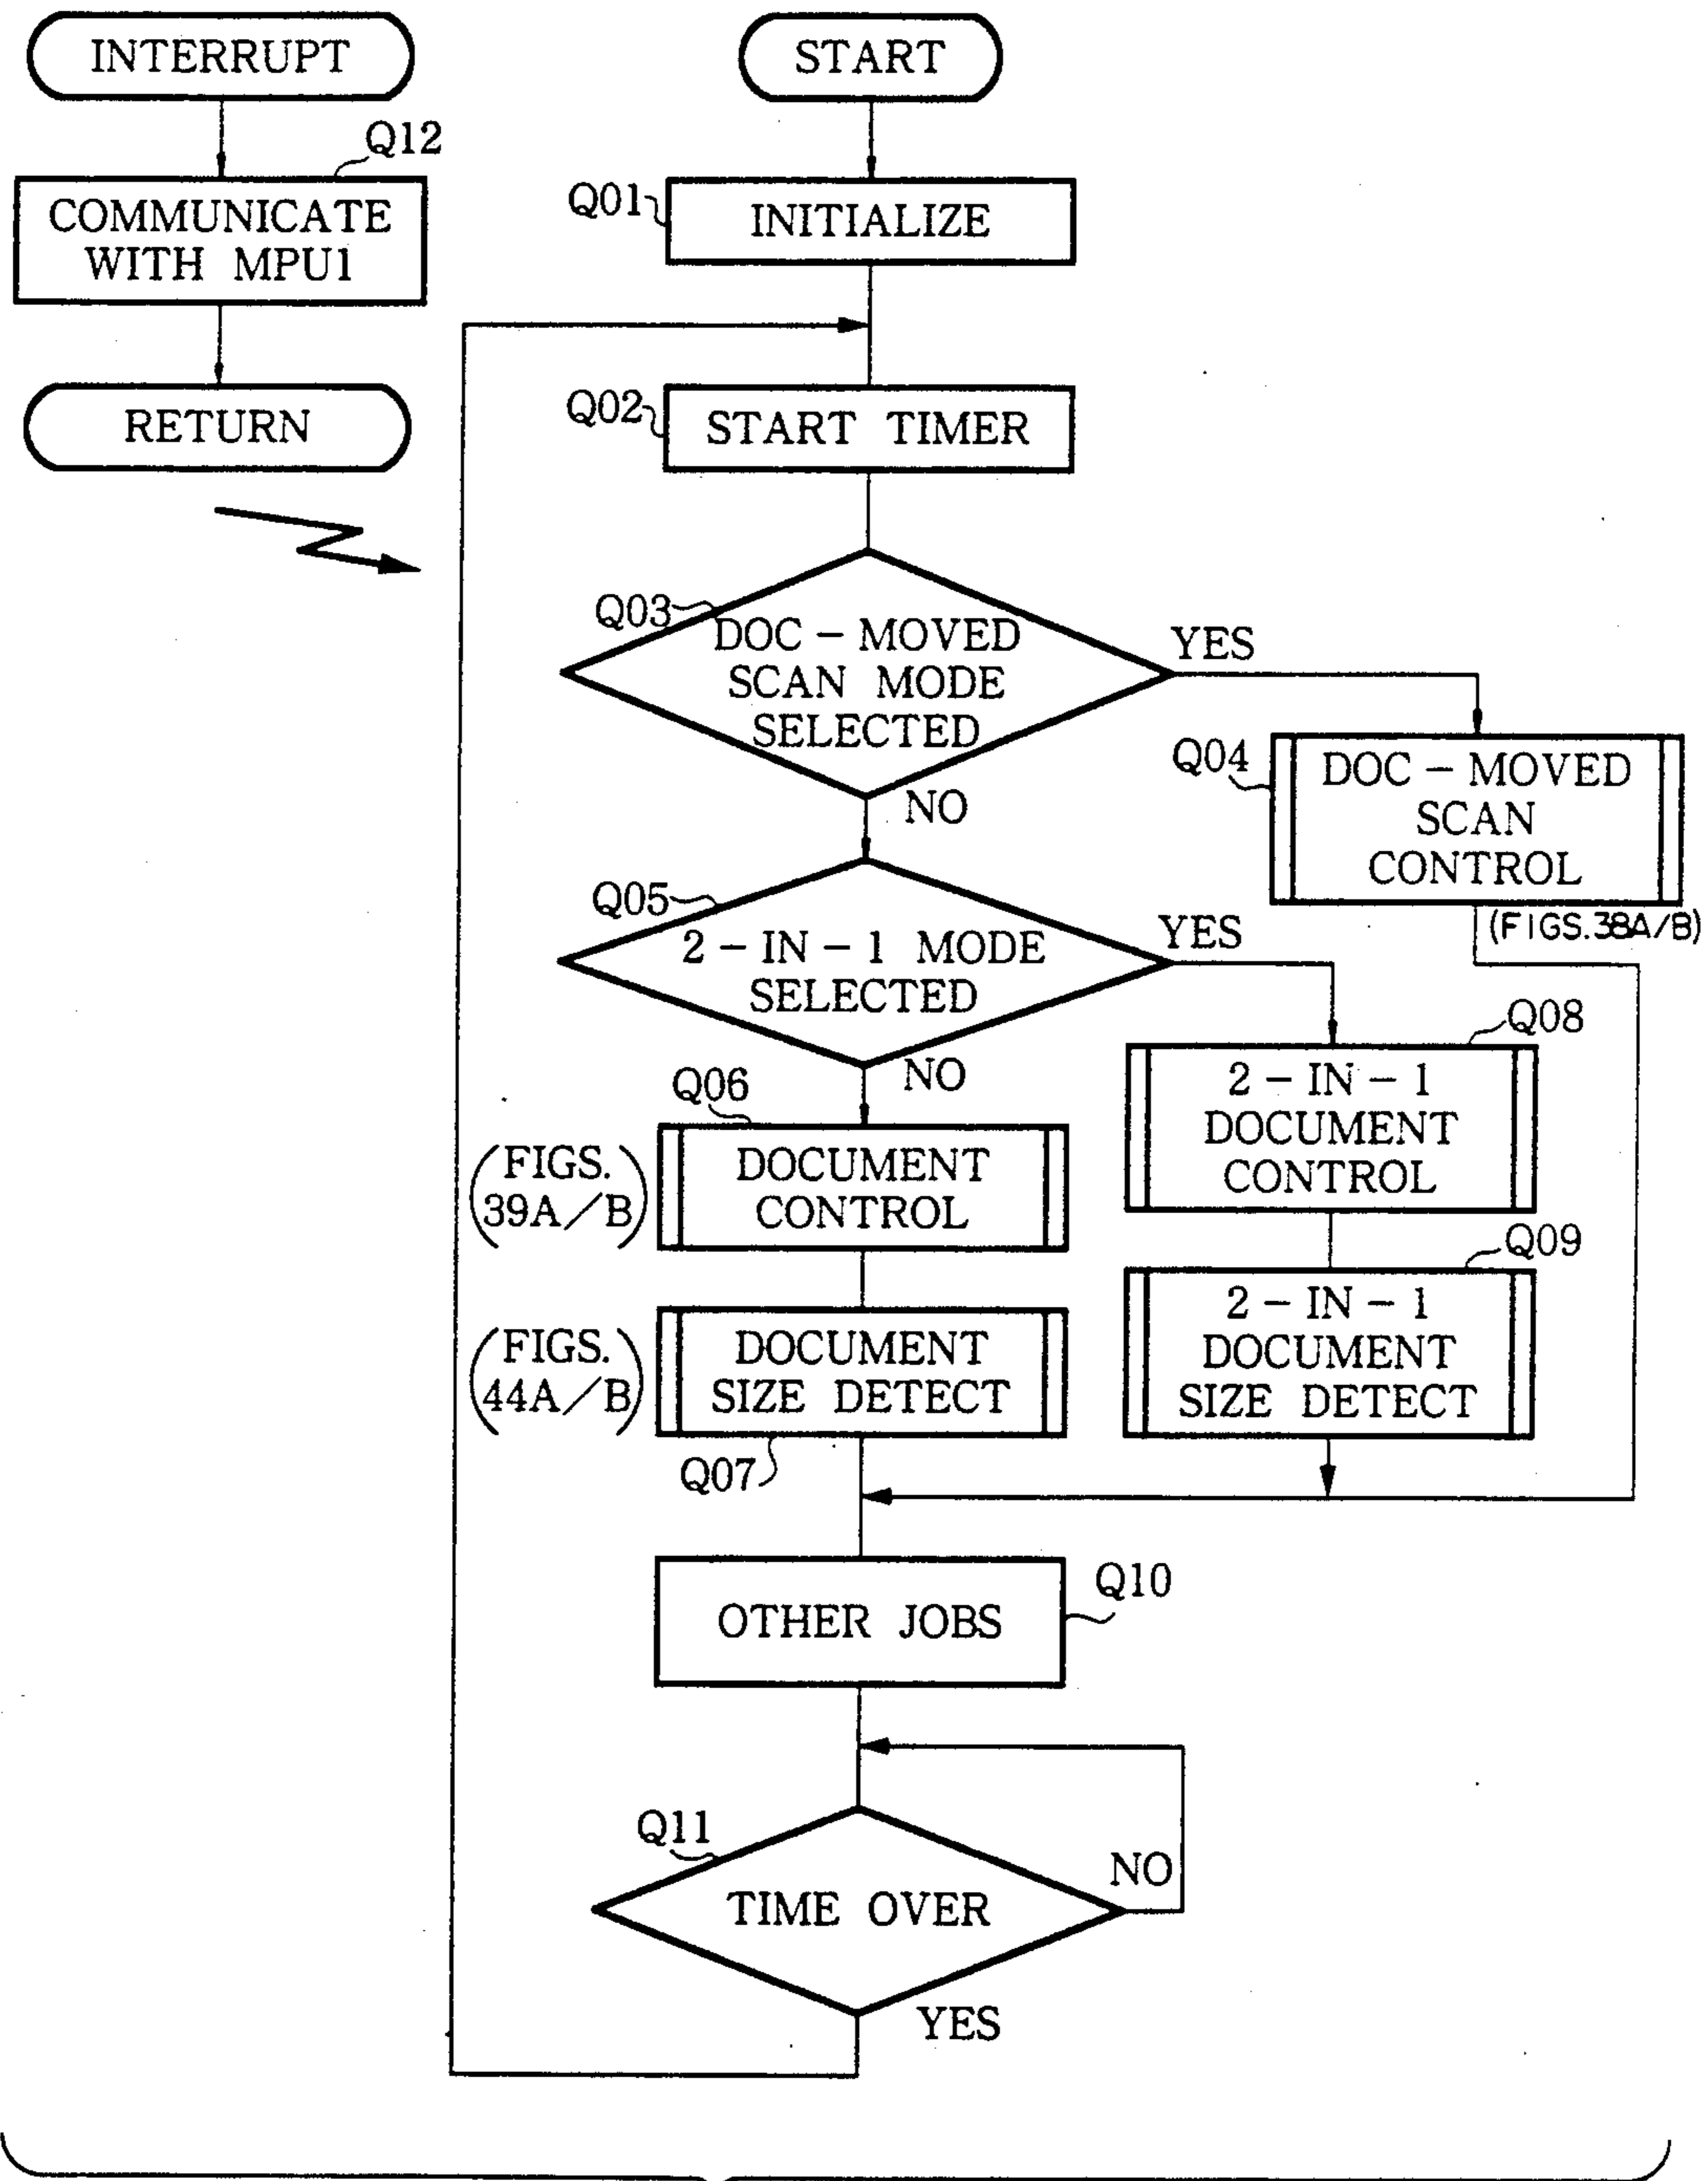 INTERRUPT
Q12
COMMUNICATE
WITH MPU1
RETURN
START
Q01
INITIALIZE
Q02
START TIMER
Q03
DOC-MOVED
SCAN MODE
SELECTED
YES
NO
Q04
DOC-MOVED
SCAN
CONTROL
(FIGS.38A/B)
Q05
2-IN-1 MODE
SELECTED
YES
NO
Q06
(FIGS.
39A/B)
DOCUMENT
CONTROL
(FIGS.
44A/B)
DOCUMENT
SIZE DETECT
Q07
Q08
2-IN-1
DOCUMENT
CONTROL
Q09
2-IN-1
DOCUMENT
SIZE DETECT
Q10
OTHER JOBS
Q11
TIME OVER
NO
YES